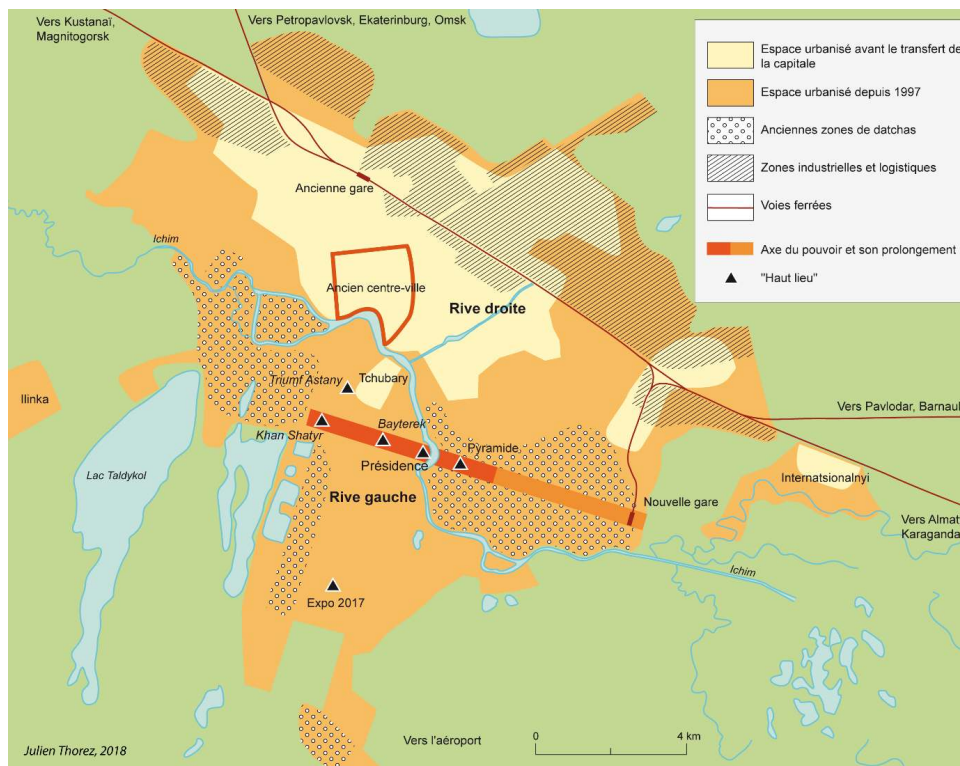 Vers Kustanaï,
Magnitogorsk
Vers Petropavlovsk, Ekaterinburg, Omsk
Espace urbanisé avant le transfert de
la capitale
Espace urbanisé depuis 1997
Anciennes zones de datchas
Zones industrielles et logistiques
Voies ferrées
Axe du pouvoir et son prolongement
"Haut lieu"
Ancienne gare
Ichim
Ancien centre-ville
Rive droite
Triumf Astany
Tchubary
Ilinka
Khan Shatyr
Bayterek
Présidence
Pyramide
Vers Pavlodar, Barnaul
Lac Taldykol
Rive gauche
Internatsionalnyi
Nouvelle gare
Vers Almat
Karaganda
Ichim
Expo 2017
Vers l'aéroport
0
4 km
Julien Thorez, 2018